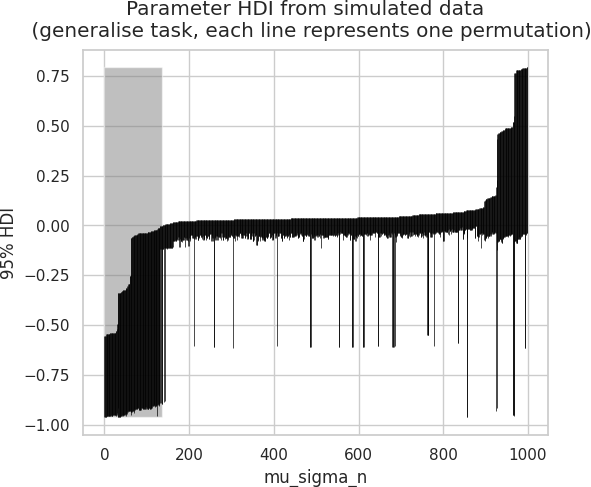 Parameter HDI from simulated data
(generalise task, each line represents one permutation)
95% HDI
0.75
0.50
0.25
0.00
−0.25
−0.50
−0.75
−1.00
0 200 400 600 800 1000
mu_sigma_n